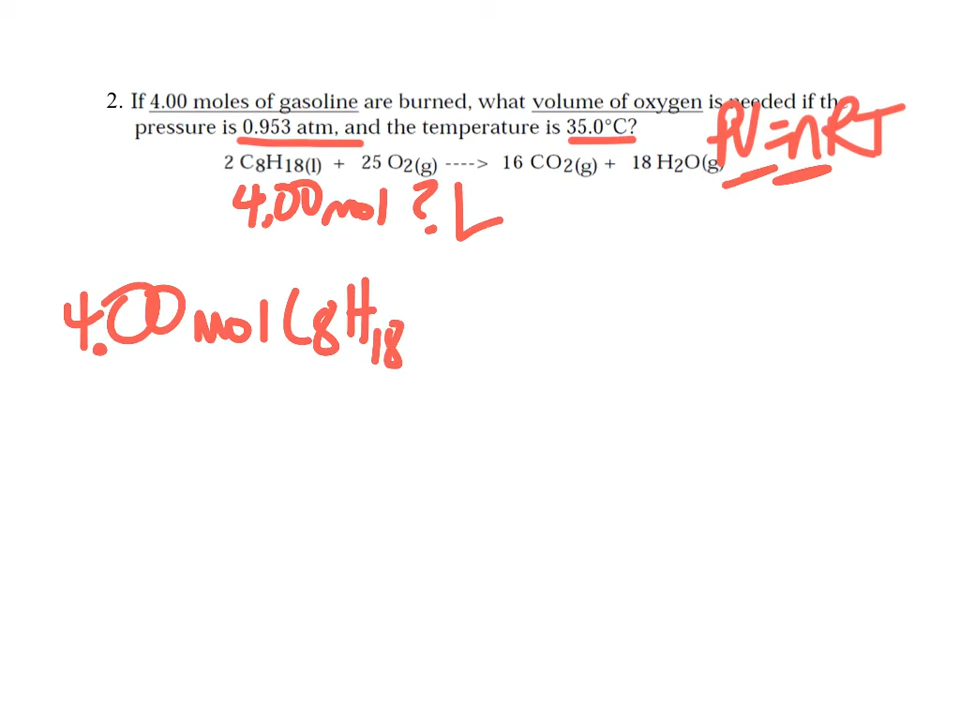 2. If 4.00 moles of gasoline are burned, what volume of oxygen is needed if the
pressure is 0.953 atm, and the temperature is 35.0°C?
PV=nRT
2 C8H18(l) + 25 O2(g) ----> 16 CO2(g) + 18 H2O(g)
4.00 mol ? L
4.00 mol C8H18